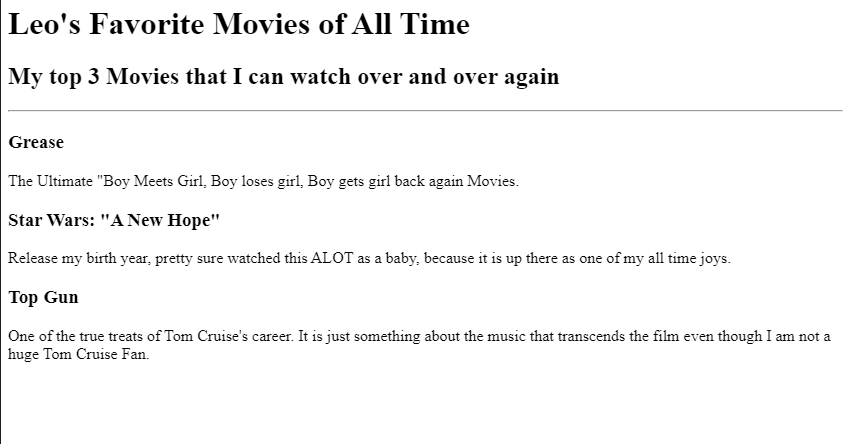 Leo's Favorite Movies of All Time
My top 3 Movies that I can watch over and over again
Grease
The Ultimate "Boy Meets Girl, Boy loses girl, Boy gets girl back again Movies.
Star Wars: "A New Hope"
Release my birth year, pretty sure watched this ALOT as a baby, because it is up there as one of my all time joys.
Top Gun
One of the true treats of Tom Cruise's career. It is just something about the music that transcends the film even though I am not a
huge Tom Cruise Fan.